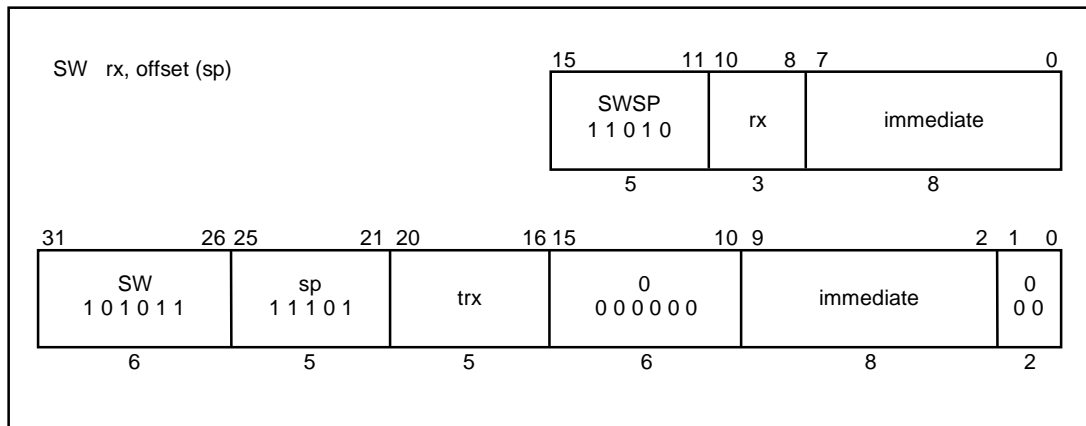 SW rx, offset (sp)
15 11 10 8 7 0
SWSP rx immediate
1 1 0 1 0
5 3 8
31 26 25 21 20 16 15 10 9 2 1 0
SW sp trx 0 immediate 0
1 0 1 0 1 1 1 1 1 0 1 0 0 0 0 0 0 0 0
6 5 5 6 8 2